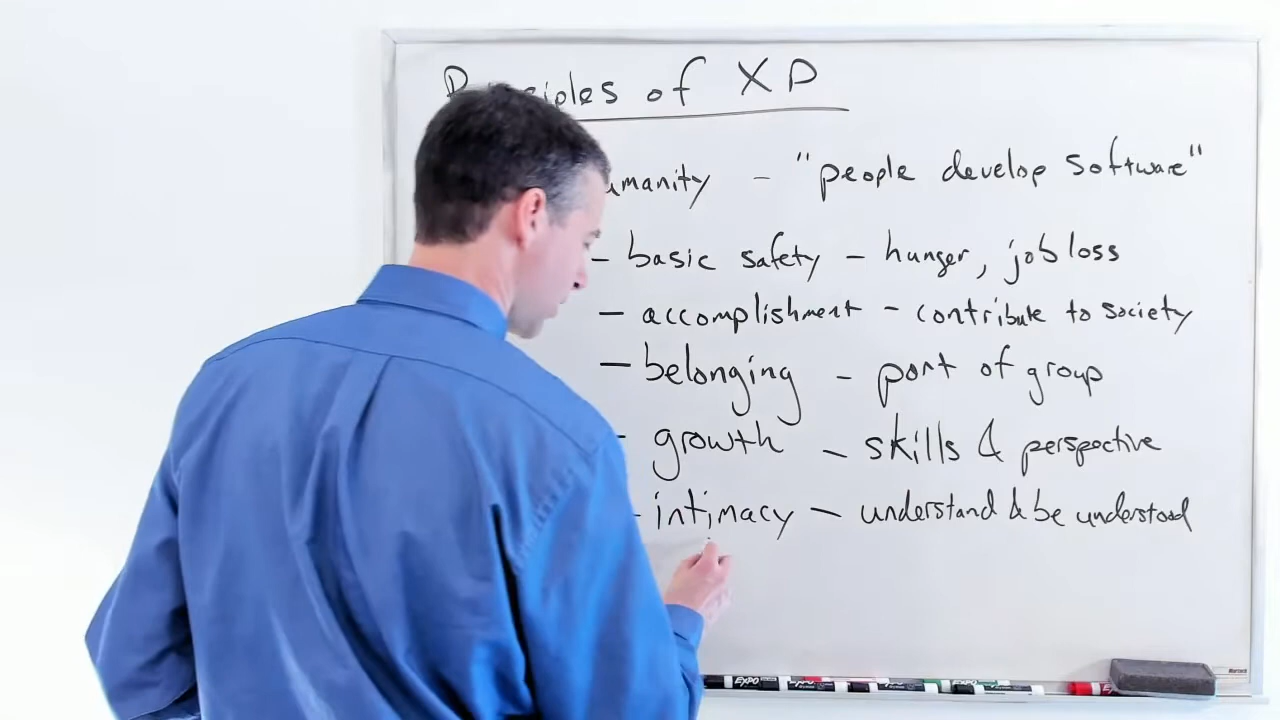 of XP
- "people develop software"
- basic safety - hunger, job loss
- accomplishment - contribute to society
- belonging - part of group
- growth - skills & perspective
- intimacy - understand & be understood
EXPO